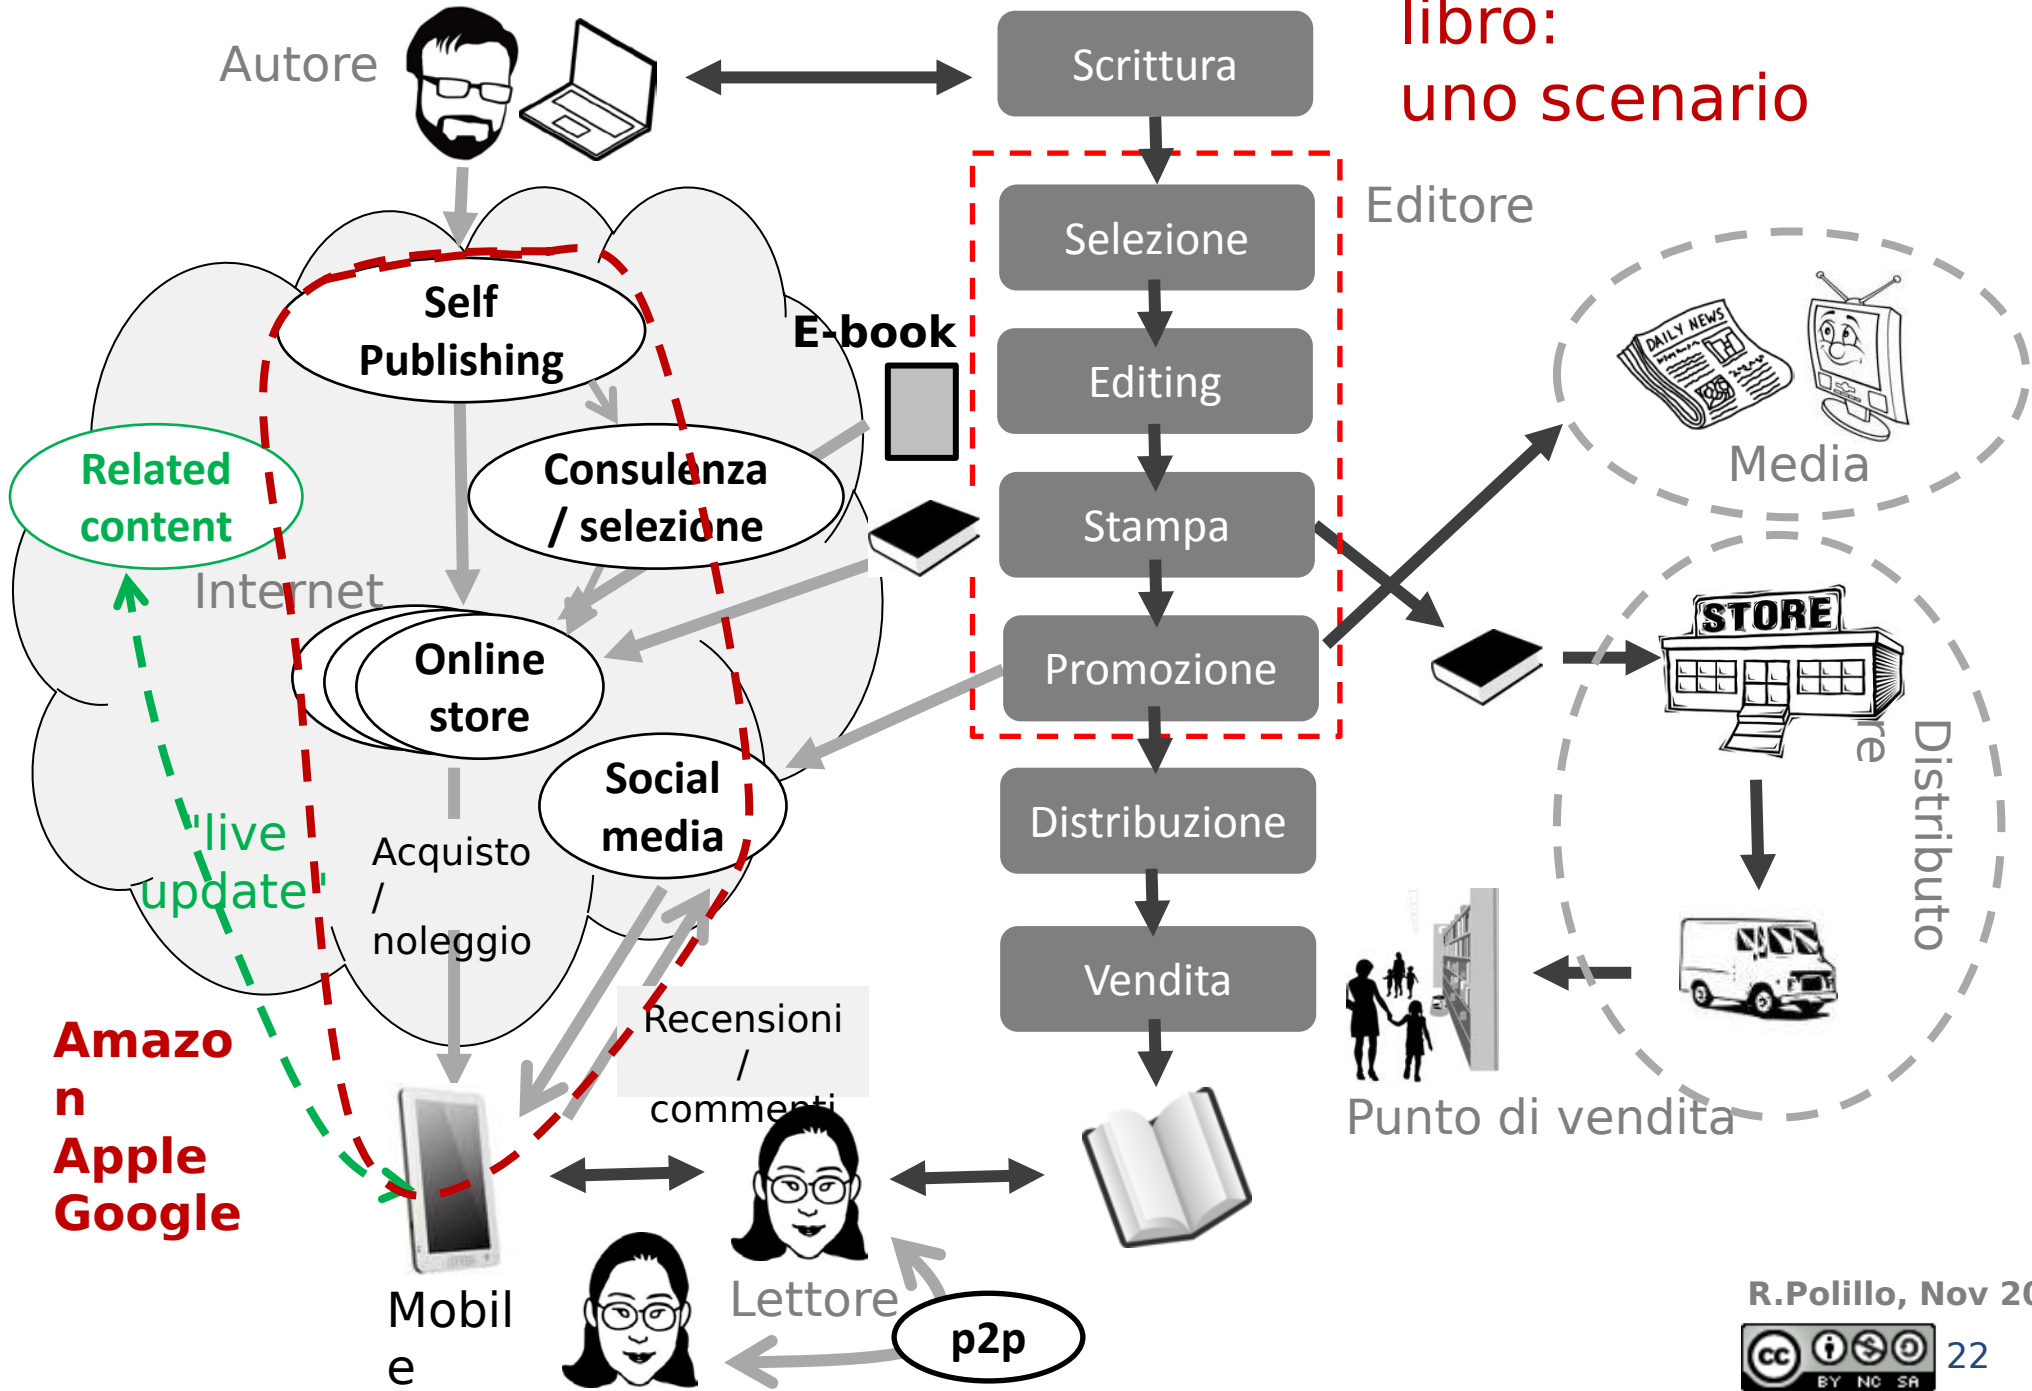 libro:
uno scenario
Autore
Scrittura
Editore
Selezione
Self
Publishing
E-book
Editing
DAILY NEWS
Media
Related
content
Consulenza
/ selezione
Stampa
Internet
STORE
Online
store
Promozione
Distributo
re
Social
media
"live
update"
Acquisto
/
noleggio
Distribuzione
Vendita
Recensioni
/
commenti
Amazo
n
Apple
Google
Punto di vendita
Mobil
e
Lettore
p2p
R.Polillo, Nov 20
cc
BY NC SA
22